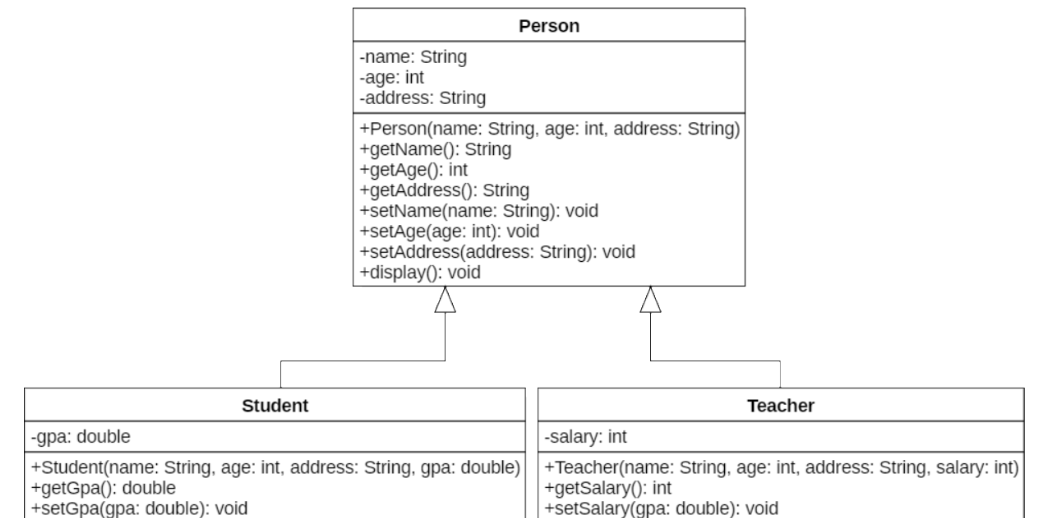 Person
-name: String
-age: int
-address: String
+Person(name: String, age: int, address: String)
+getName(): String
+getAge(): int
+getAddress(): String
+setName(name: String): void
+setAge(age: int): void
+setAddress(address: String): void
+display(): void
Student
-gpa: double
+Student(name: String, age: int, address: String, gpa: double)
+getGpa(): double
+setGpa(gpa: double): void
Teacher
-salary: int
+Teacher(name: String, age: int, address: String, salary: int)
+getSalary(): int
+setSalary(gpa: double): void